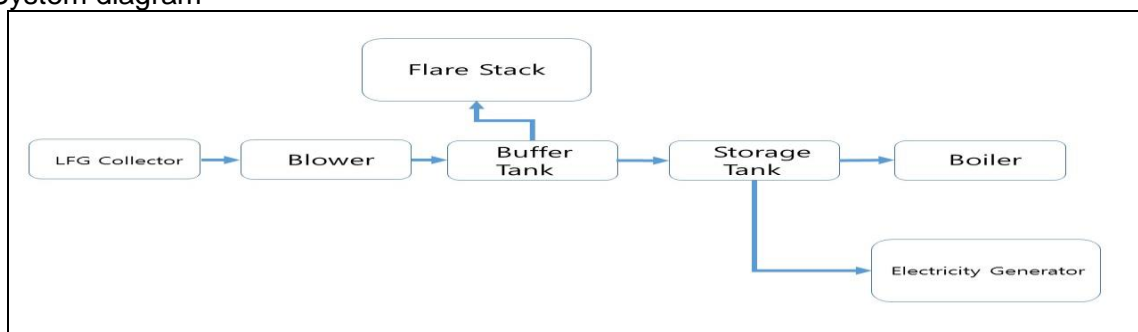 System diagram
Flare Stack
LFG Collector
Blower
Buffer
Tank
Storage
Tank
Boiler
Electricity Generator